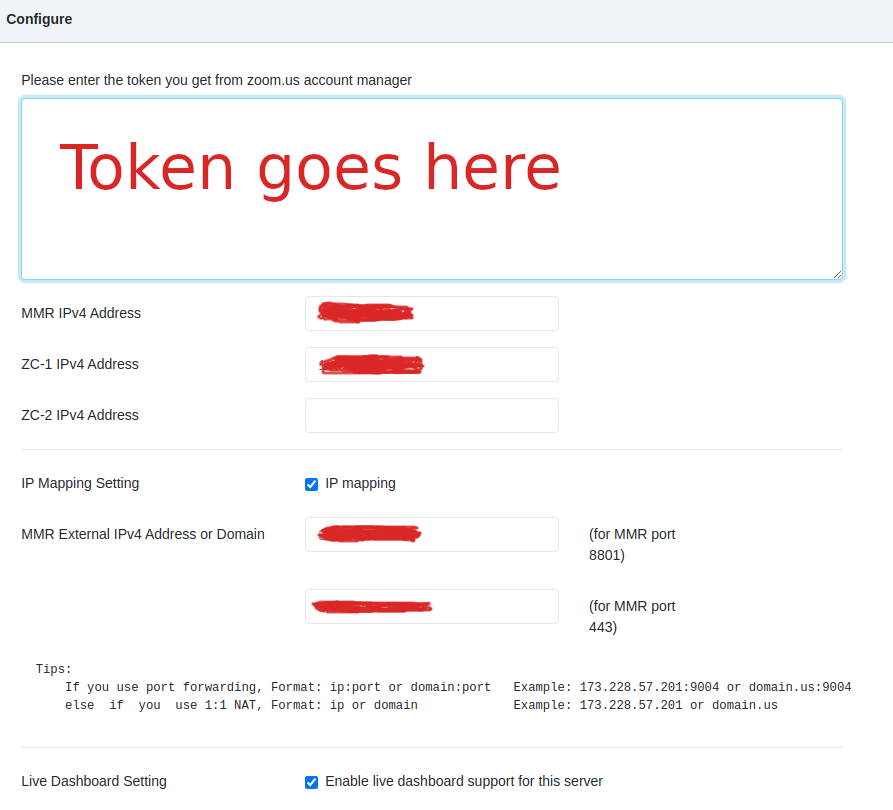 Configure
Please enter the token you get from zoom.us account manager
Token goes here
MMR IPv4 Address
ZC-1 IPv4 Address
ZC-2 IPv4 Address
IP Mapping Setting IP mapping
MMR External IPv4 Address or Domain (for MMR port
8801)
(for MMR port
443)
Tips:
If you use port forwarding, Format: ip:port or domain:port Example: 173.228.57.201:9004 or domain.us:9004
else if you use 1:1 NAT, Format: ip or domain Example: 173.228.57.201 or domain.us
Live Dashboard Setting Enable live dashboard support for this server